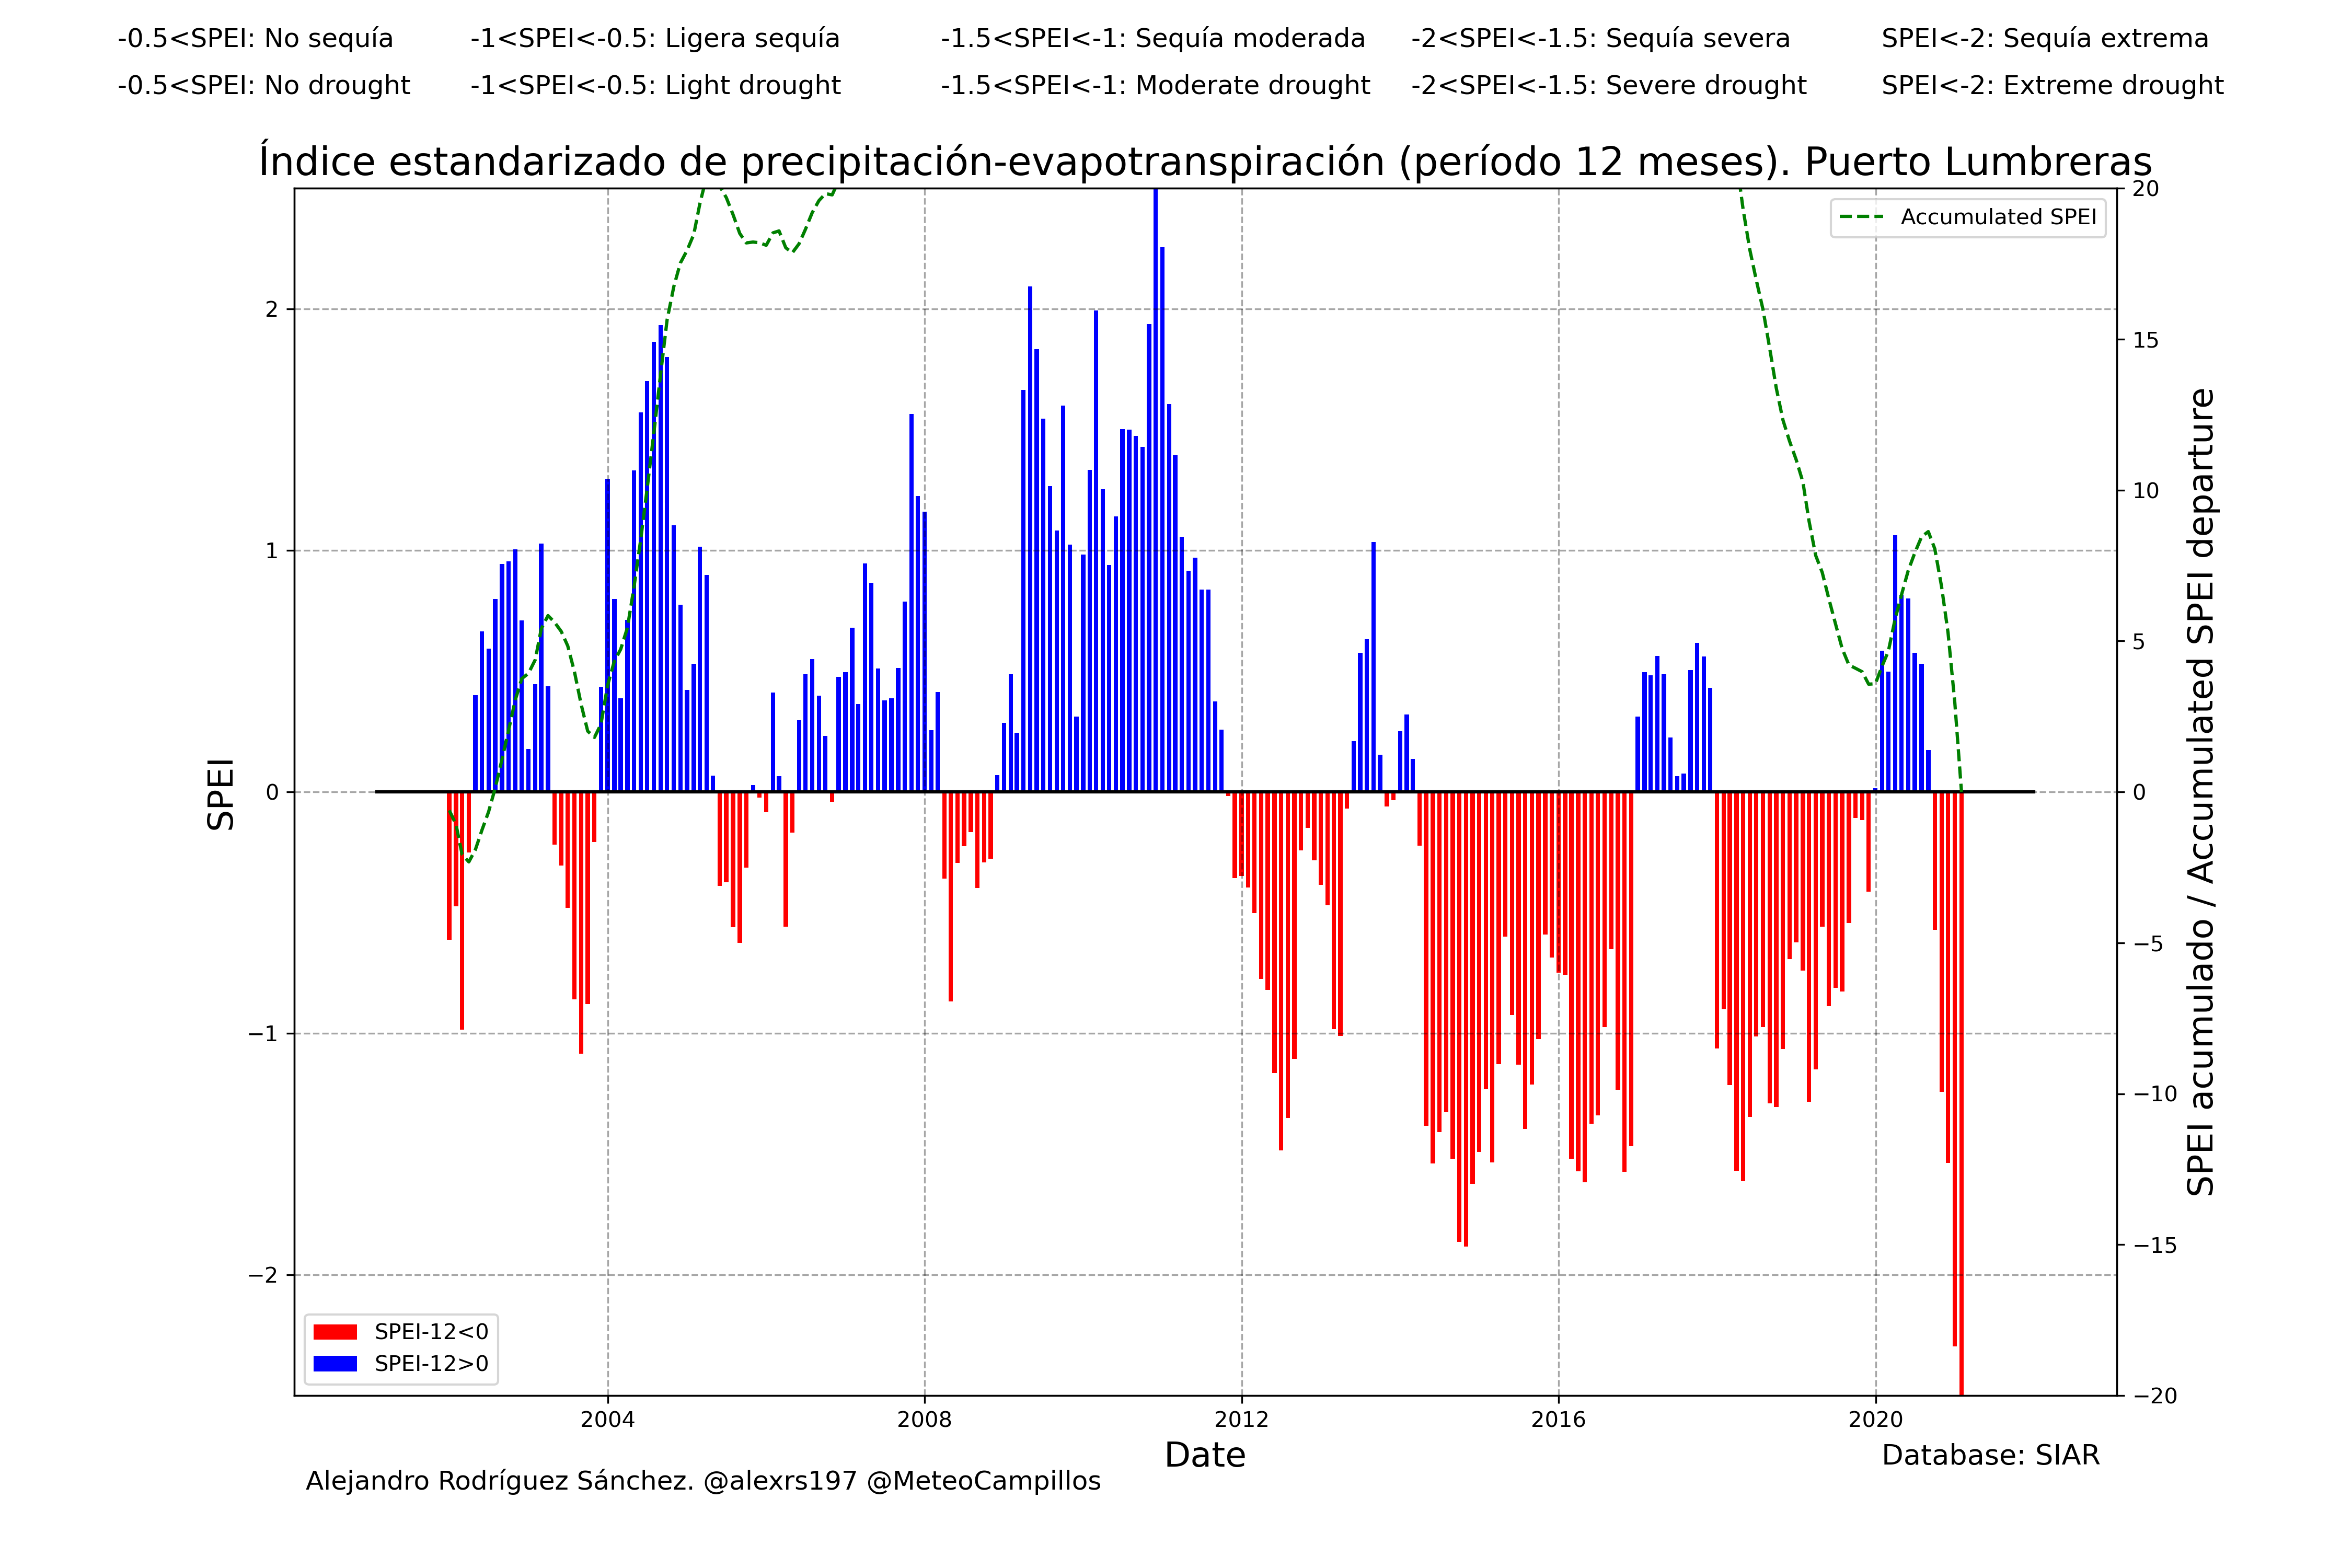 -0.5<SPEI: No sequía -1<SPEI<-0.5: Ligera sequía -1.5<SPEI<-1: Sequía moderada -2<SPEI<-1.5: Sequía severa SPEI<-2: Sequía extrema
-0.5<SPEI: No drought -1<SPEI<-0.5: Light drought -1.5<SPEI<-1: Moderate drought -2<SPEI<-1.5: Severe drought SPEI<-2: Extreme drought
Índice estandarizado de precipitación-evapotranspiración (período 12 meses). Puerto Lumbreras
Accumulated SPEI
SPEI
2
1
0
−1
−2
20
15
10
5
0
−5
−10
−15
−20
SPEI acumulado / Accumulated SPEI departure
SPEI-12<0
SPEI-12>0
2004 2008 2012 2016 2020
Date
Database: SIAR
Alejandro Rodríguez Sánchez. @alexrs197 @MeteoCampillos